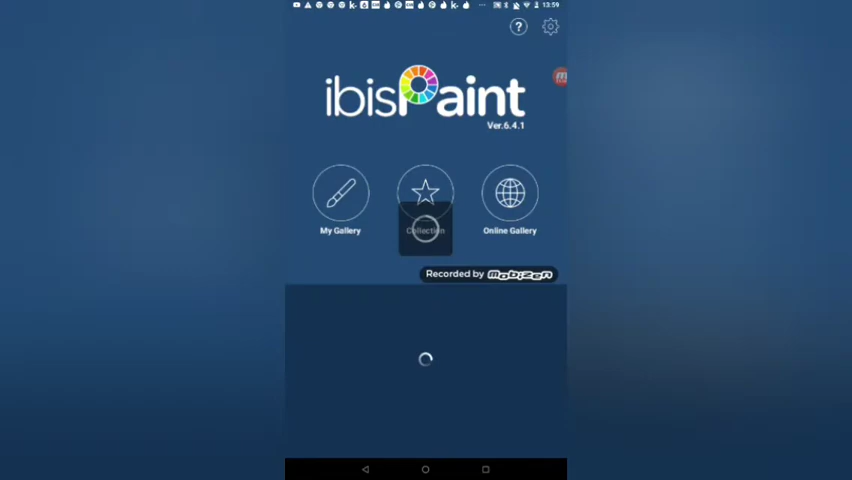 13:59
?
ibisPaint
Ver.6.4.1
My Gallery
Collection
Online Gallery
Recorded by mobizen